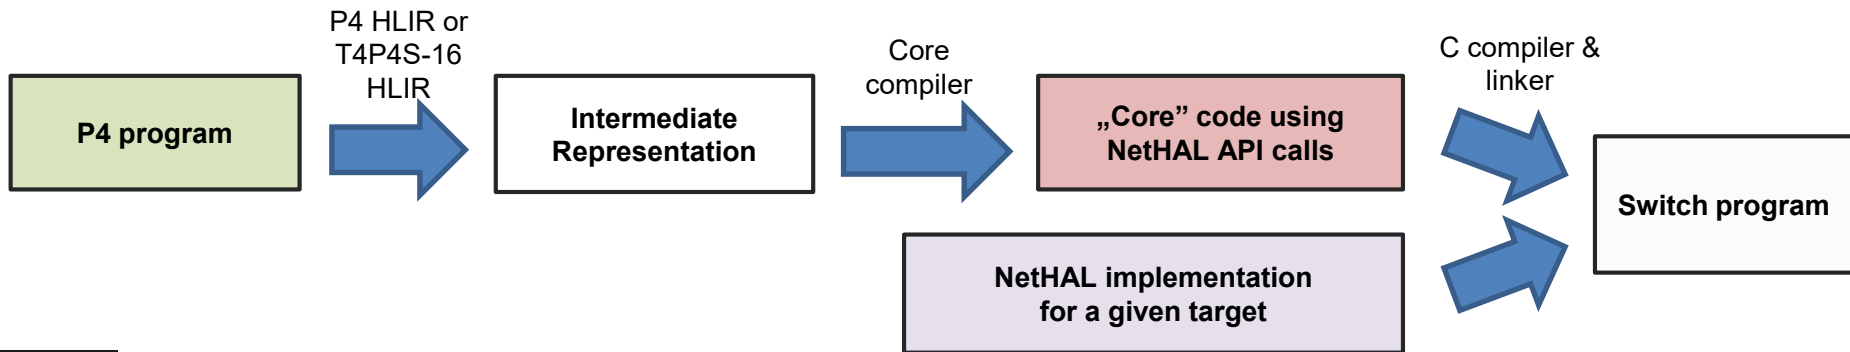 P4 HLIR or
T4P4S-16
HLIR
P4 program
Intermediate
Representation
Core
compiler
„Core” code using
NetHAL API calls
C compiler &
linker
NetHAL implementation
for a given target
Switch program